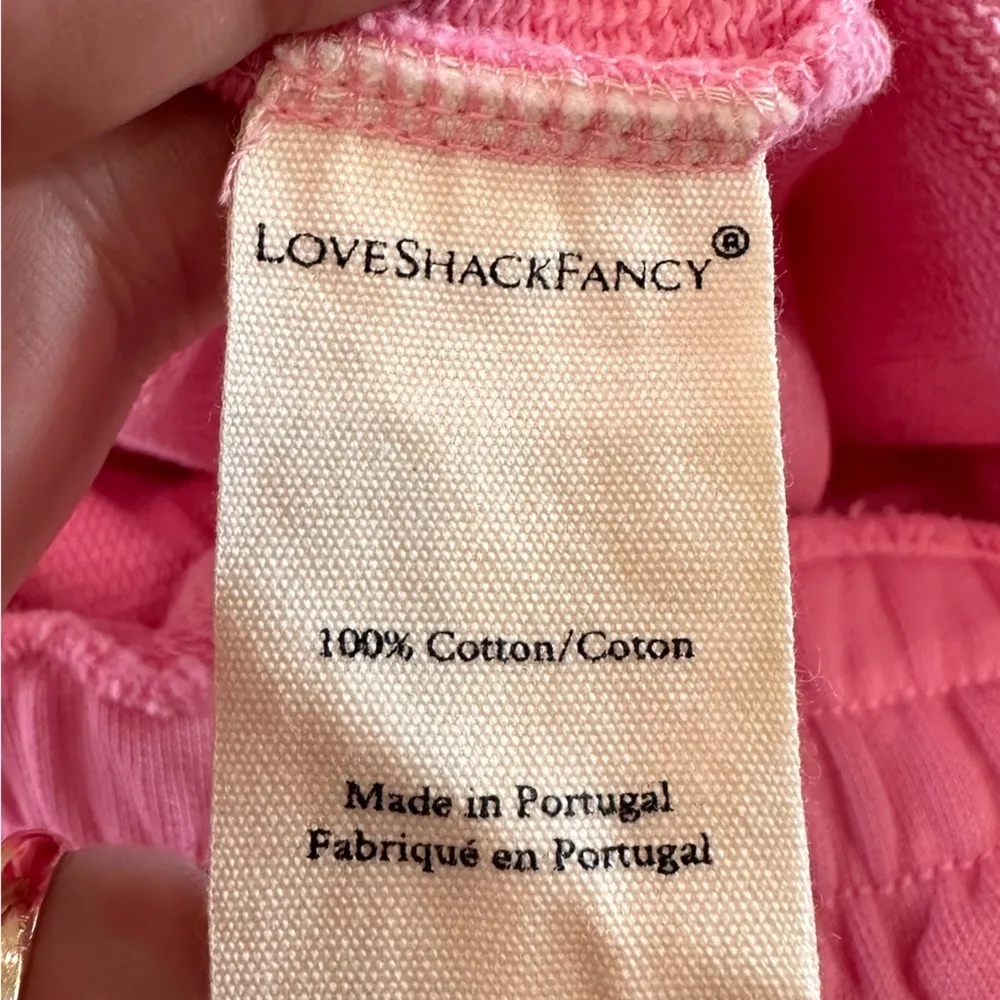 LOVESHACKFANCY®
100% Cotton/Coton
Made in Portugal
Fabriqué en Portugal